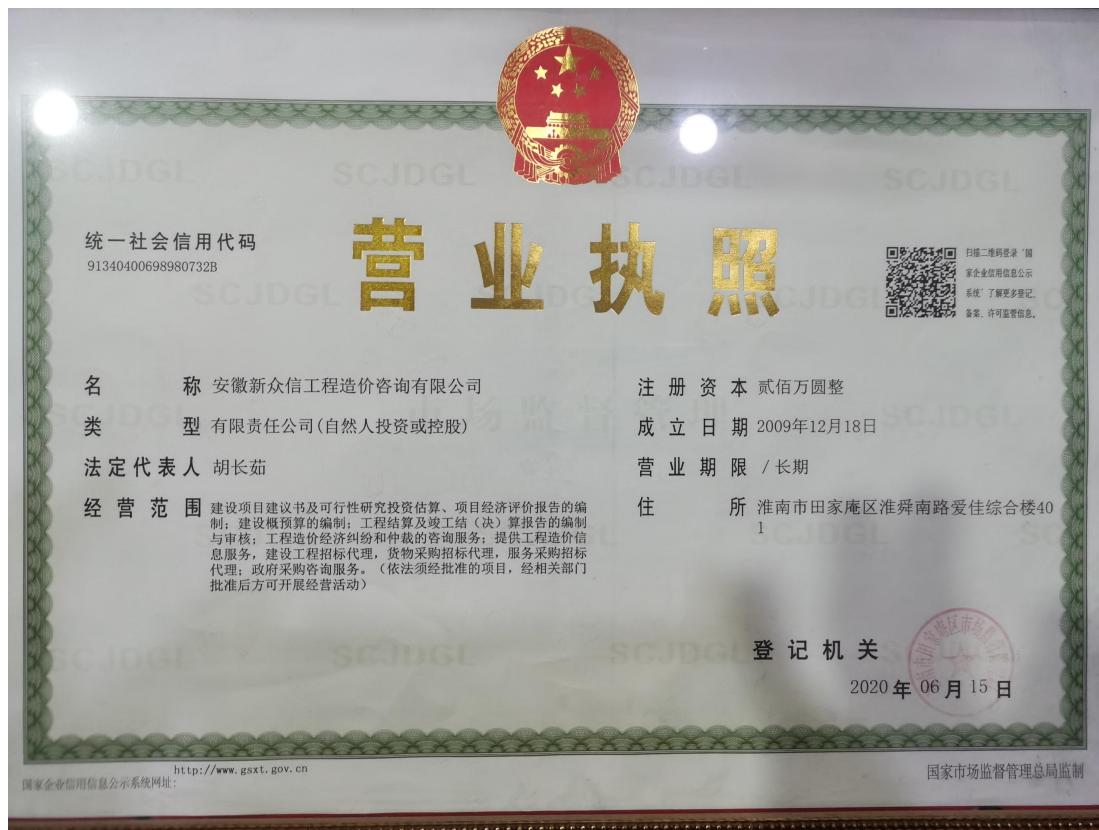 营业执照
统一社会信用代码
91340400698980732B
扫描二维码登录‘国
家企业信用信息公示
系统’了解更多登记、
备案、许可监管信息。
名 称 安徽新众信工程造价咨询有限公司
类 型 有限责任公司(自然人投资或控股)
法定代表人 胡长茹
经营范围 建设项目建议书及可行性研究投资估算、项目经济评价报告的编
制；建设概预算的编制；工程结算及竣工结（决）算报告的编制
与审核；工程造价经济纠纷和仲裁的咨询服务；提供工程造价信
息服务，建设工程招标代理，货物采购招标代理，服务采购招标
代理；政府采购咨询服务。（依法须经批准的项目，经相关部门
批准后方可开展经营活动）
注册资本 贰佰万圆整
成立日期 2009年12月18日
营业期限 /长期
住 所 淮南市田家庵区淮舜南路爱佳综合楼40
1
登记机关
2020 年 06 月 15 日
国家企业信用信息公示系统网址：
http://www.gsxt.gov.cn
国家市场监督管理总局监制
SCJDGL
市场监督管理